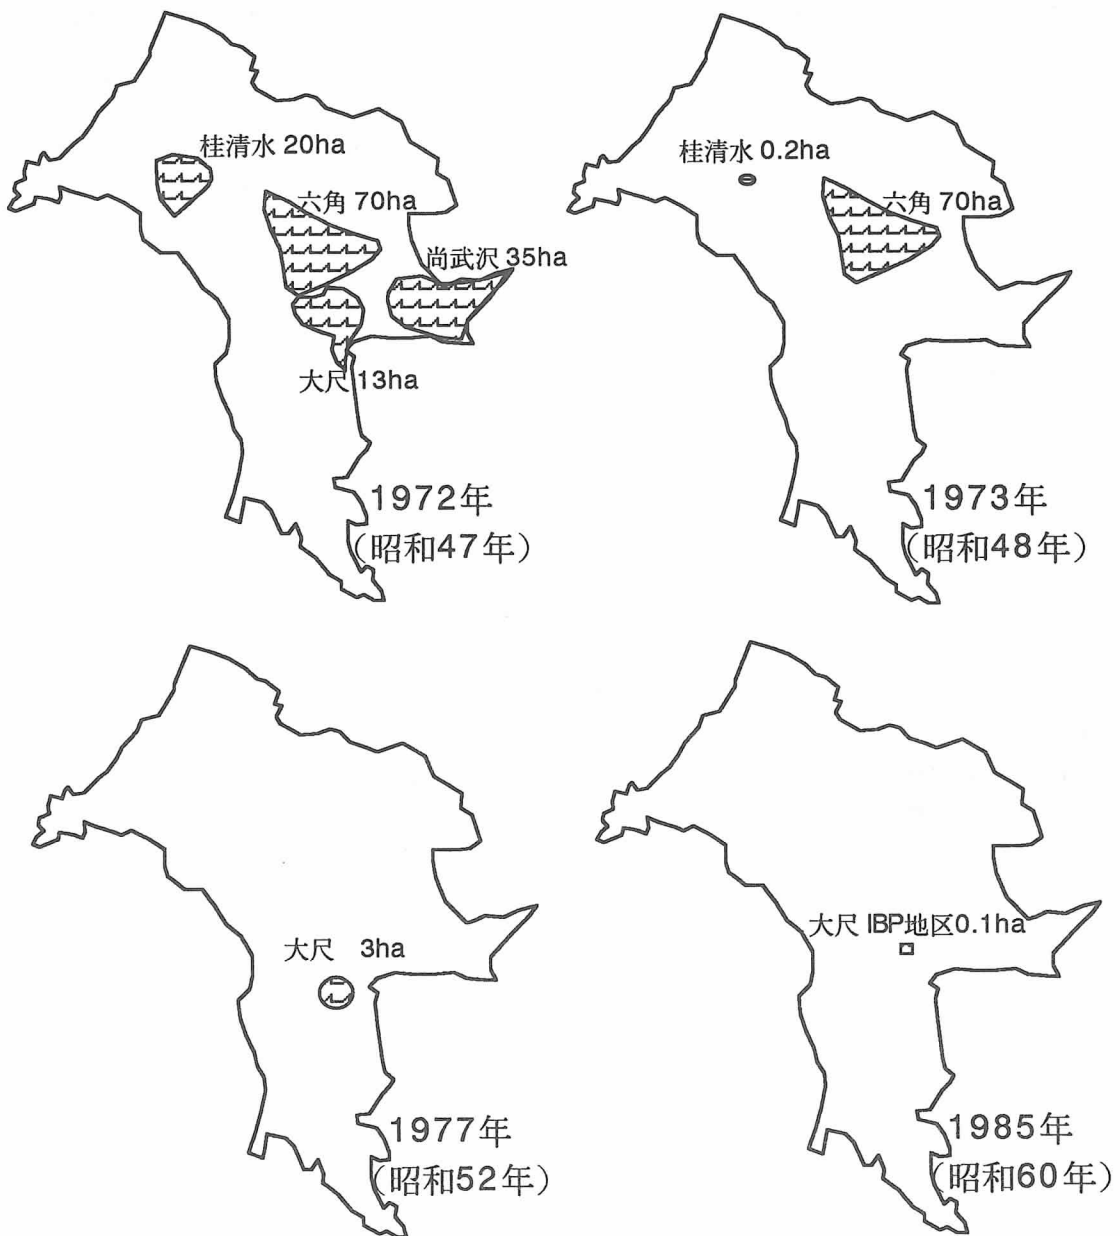 桂清水 20ha
六角 70ha
尚武沢 35ha
大尺 13ha
1972年
（昭和47年）
桂清水 0.2ha
六角 70ha
1973年
（昭和48年）
大尺　3ha
1977年
（昭和52年）
大尺 IBP地区0.1ha
1985年
（昭和60年）